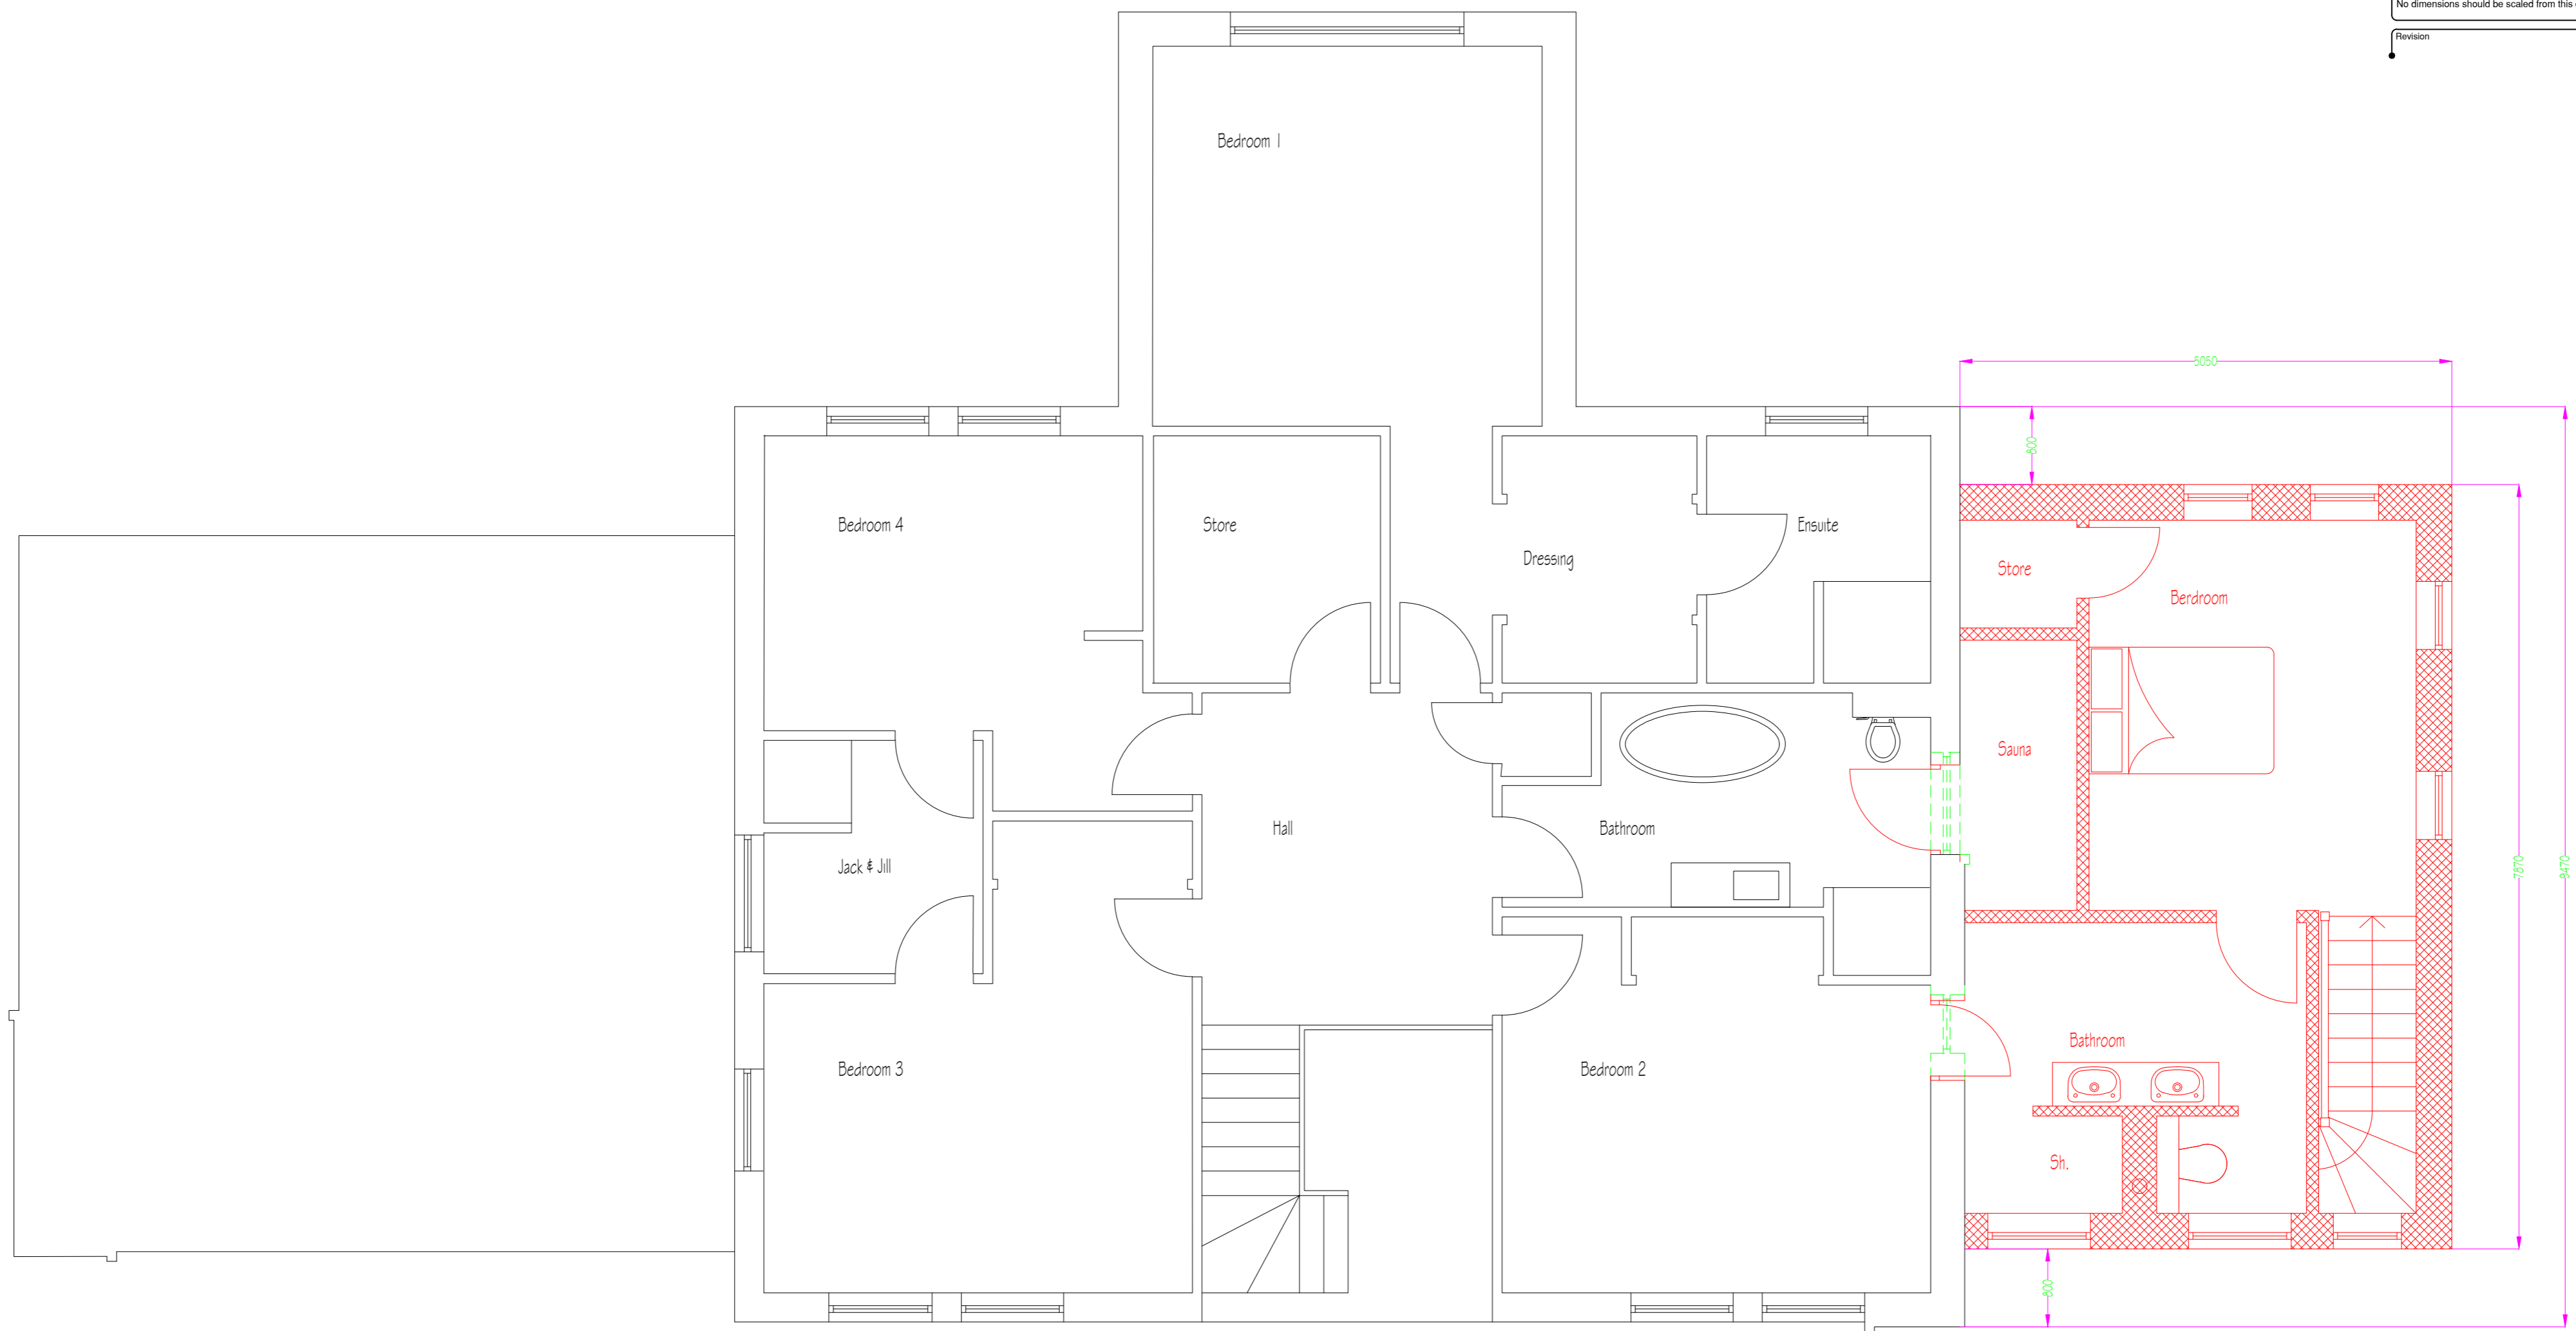 No dimensions should be scaled from this
Revision
Bedroom 1
5050
800
Bedroom 4
Store
Ensuite
Dressing
Store
Berdroom
Sauna
Hall
Bathroom
Jack & Jill
7870
9470
Bathroom
Bedroom 3
Bedroom 2
Sh.
800